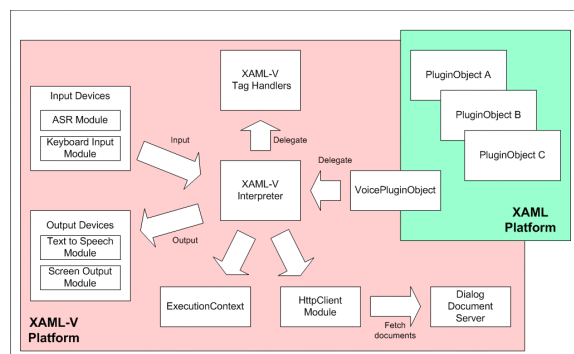 XAML-V
Tag Handlers
PluginObject A
PluginObject B
PluginObject C
Input Devices
ASR Module
Keyboard Input
Module
Input
Delegate
Delegate
XAML-V
Interpreter
VoicePluginObject
XAML
Platform
Output Devices
Text to Speech
Module
Screen Output
Module
Output
ExecutionContext
HttpClient
Module
Fetch
documents
Dialog
Document
Server
XAML-V
Platform